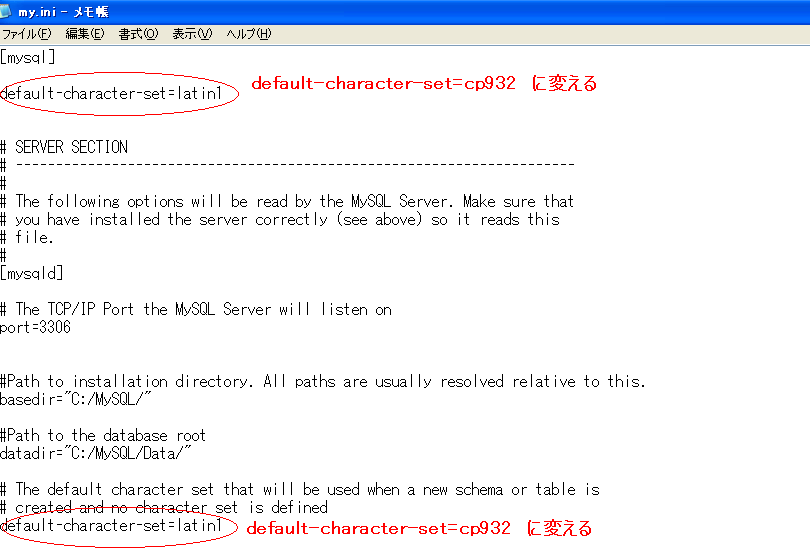 my.ini - メモ帳
ファイル(F) 編集(E) 書式(O) 表示(V) ヘルプ(H)
[mysql]
default-character-set=latin1 default-character-set=cp932 に変える
# SERVER SECTION
# ----------------------------------------------------------------------
#
# The following options will be read by the MySQL Server. Make sure that
# you have installed the server correctly (see above) so it reads this
# file.
#
[mysqld]
# The TCP/IP Port the MySQL Server will listen on
port=3306
#Path to installation directory. All paths are usually resolved relative to this.
basedir="C:/MySQL/"
#Path to the database root
datadir="C:/MySQL/Data/"
# The default character set that will be used when a new schema or table is
# created and no character set is defined
default-character-set=latin1 default-character-set=cp932 に変える